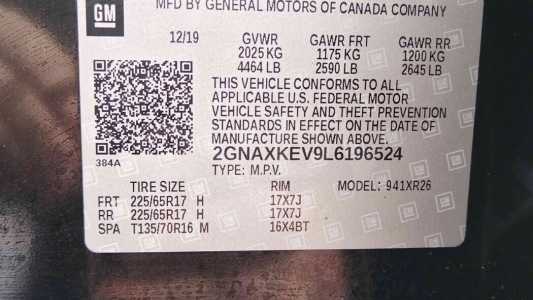 MFD BY GENERAL MOTORS OF CANADA COMPANY
GM
12/19 GVWR GAWR FRT GAWR RR
2025 KG 1175 KG 1200 KG
4464 LB 2590 LB 2645 LB
THIS VEHICLE CONFORMS TO ALL
APPLICABLE U.S. FEDERAL MOTOR
VEHICLE SAFETY AND THEFT PREVENTION
STANDARDS IN EFFECT ON THE DATE OF
MANUFACTURE SHOWN ABOVE.
384A 2GNAXKEV9L6196524
TYPE: M.P.V.
TIRE SIZE RIM MODEL: 941XR26
FRT 225/65R17 H 17X7J
RR 225/65R17 H 17X7J
SPA T135/70R16 M 16X4BT